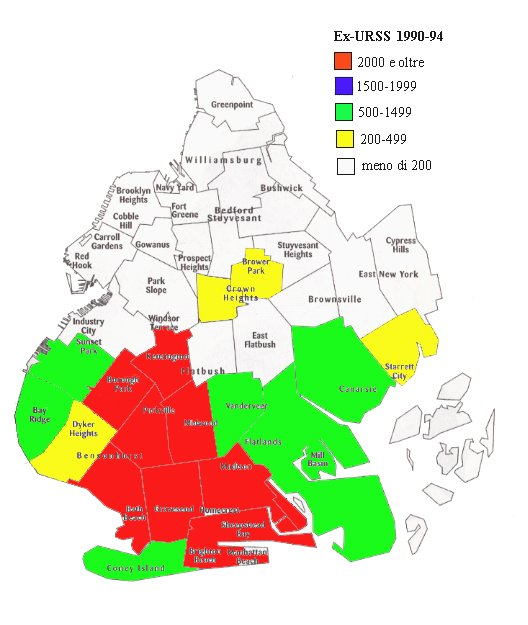 Ex-URSS 1990-94
2000 e oltre
1500-1999
500-1499
200-499
meno di 200
Greenpoint
Williamsburg
Bushwick
Navy Yard
Brooklyn
Heights
Fort
Greene
Bedford
Stuyvesant
Cobble
Hill
Carroll
Gardens
Gowanus
Red
Hook
Prospect
Heights
Stuyvesant
Heights
Cypress
Hills
Brower
Park
East New York
Park
Slope
Crown
Heights
Brownsville
Industry
City
Windsor
Terrace
Sunset
Park
East
Flatbush
Kensington
Flatbush
Starrett
City
Borough
Park
Canarsie
Bay
Ridge
Parkville
Midwood
Vanderveer
Dyker
Heights
Flatlands
Bensonhurst
Mill
Basin
Madison
Bath
Beach
Gravesend
Homecrest
Sheepshead
Bay
Brighton
Beach
Manhattan
Beach
Coney Island